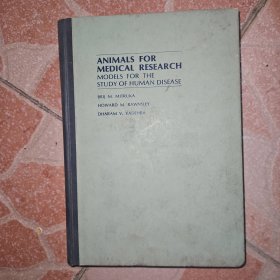 ANIMALS FOR
MEDICAL RESEARCH
MODELS FOR THE
STUDY OF HUMAN DISEASE
BRIJ M. MITRUKA
HOWARD M. RAWNSLEY
DHARAM V. VADEHRA